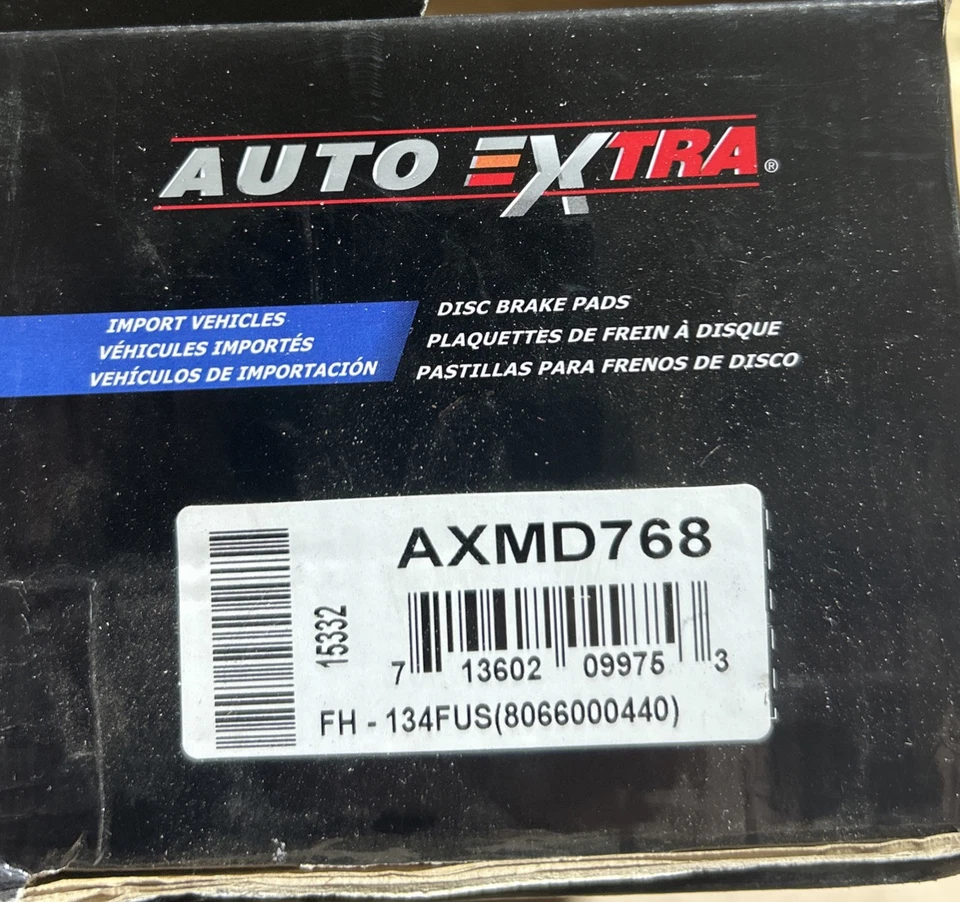 AUTO EXTRA®
IMPORT VEHICLES
VÉHICULES IMPORTÉS
VEHÍCULOS DE IMPORTACIÓN
DISC BRAKE PADS
PLAQUETTES DE FREIN À DISQUE
PASTILLAS PARA FRENOS DE DISCO
AXMD768
15332
7 13602 09975 3
FH - 134FUS(8066000440)